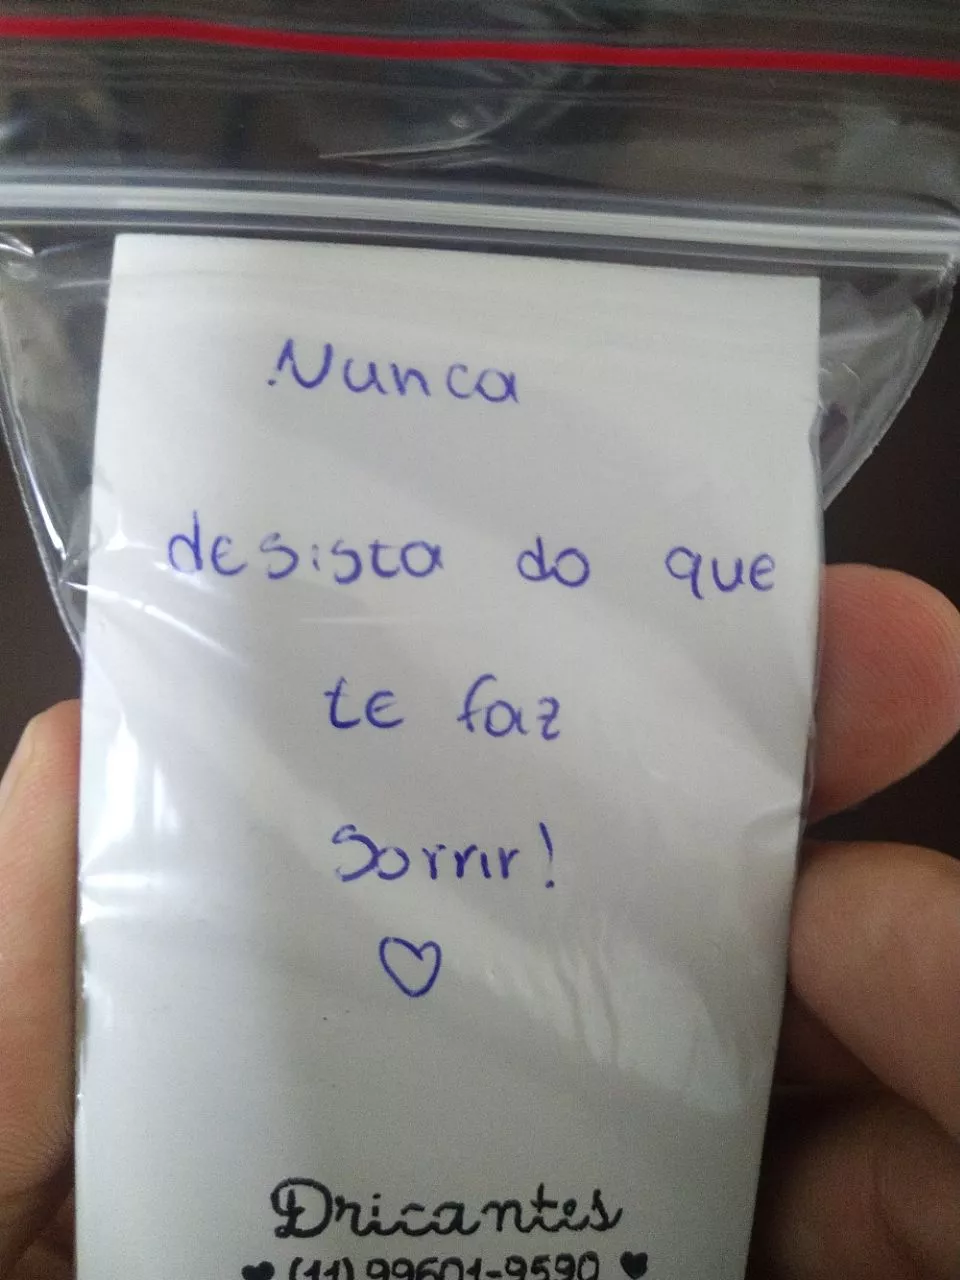 Nunca
desista do que
te faz
Sorrir!
Dricantes
(11) 99601-9590